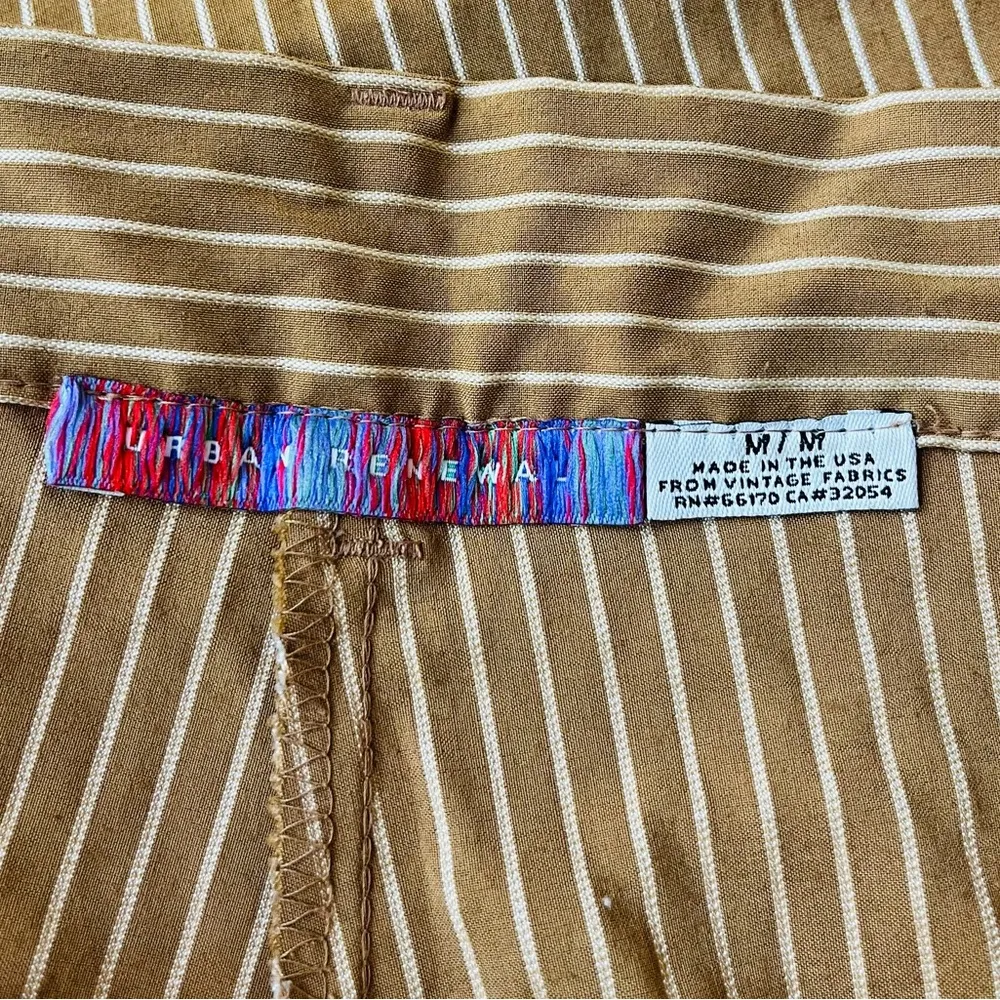 URBAN RENEWAL
M / M
MADE IN THE USA
FROM VINTAGE FABRICS
RN#66170 CA#32054